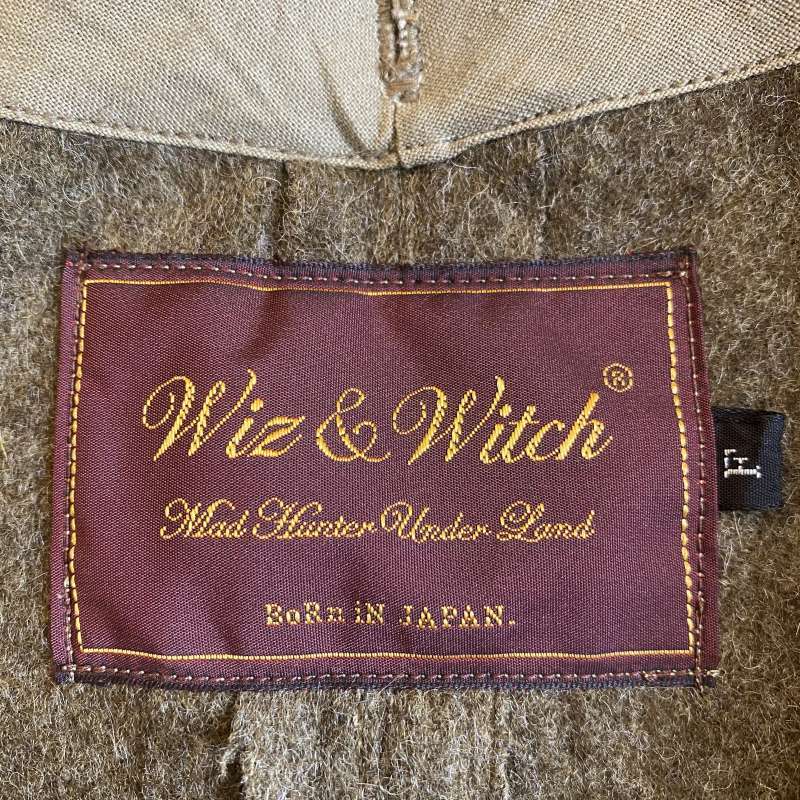 Wiz & Witch®
Mad Hunter Under Land
BoRn iN JAPAN.
F